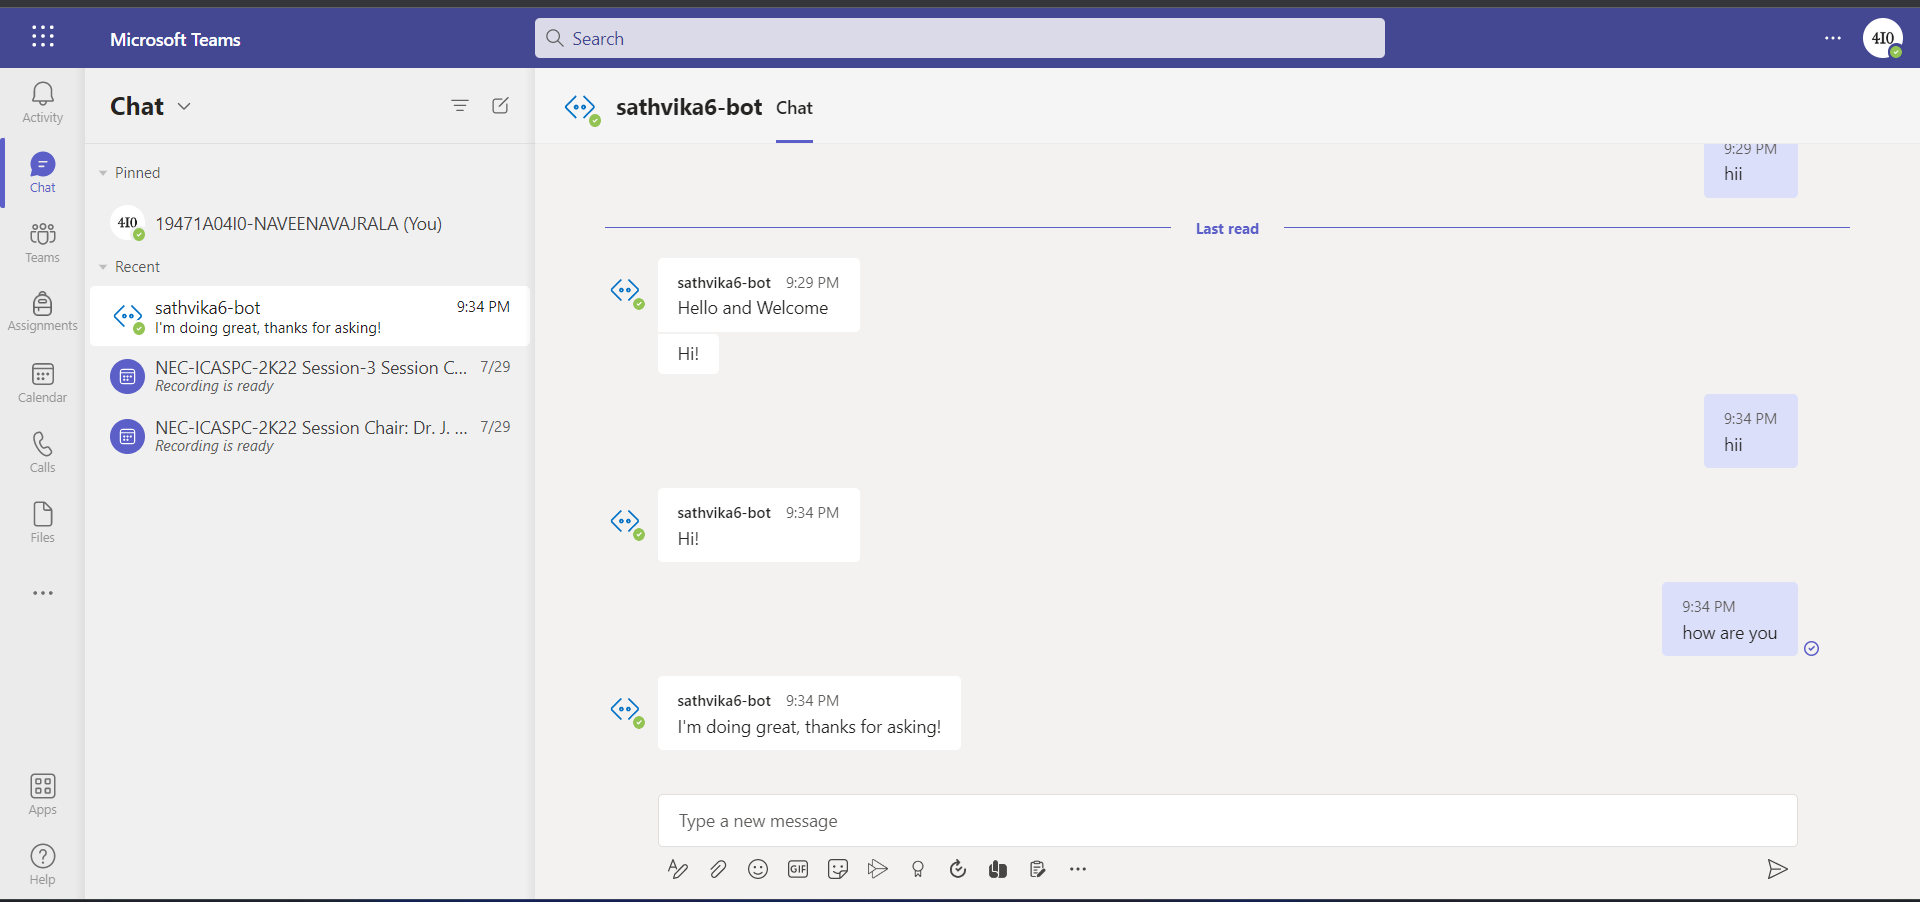 Microsoft Teams
Search
4I0
Activity
Chat
Teams
Assignments
Calendar
Calls
Files
Apps
Help
Chat
Pinned
4I0 19471A04I0-NAVEENAVAJRALA (You)
Recent
sathvika6-bot 9:34 PM
I'm doing great, thanks for asking!
NEC-ICASPC-2K22 Session-3 Session C... 7/29
Recording is ready
NEC-ICASPC-2K22 Session Chair: Dr. J. ... 7/29
Recording is ready
sathvika6-bot Chat
9:29 PM
hii
Last read
sathvika6-bot 9:29 PM
Hello and Welcome
Hi!
9:34 PM
hii
sathvika6-bot 9:34 PM
Hi!
9:34 PM
how are you
sathvika6-bot 9:34 PM
I'm doing great, thanks for asking!
Type a new message
GIF